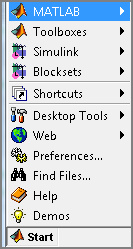 MATLAB
Toolboxes
Simulink
Blocksets
Shortcuts
Desktop Tools
Web
Preferences...
Find Files...
Help
Demos
Start